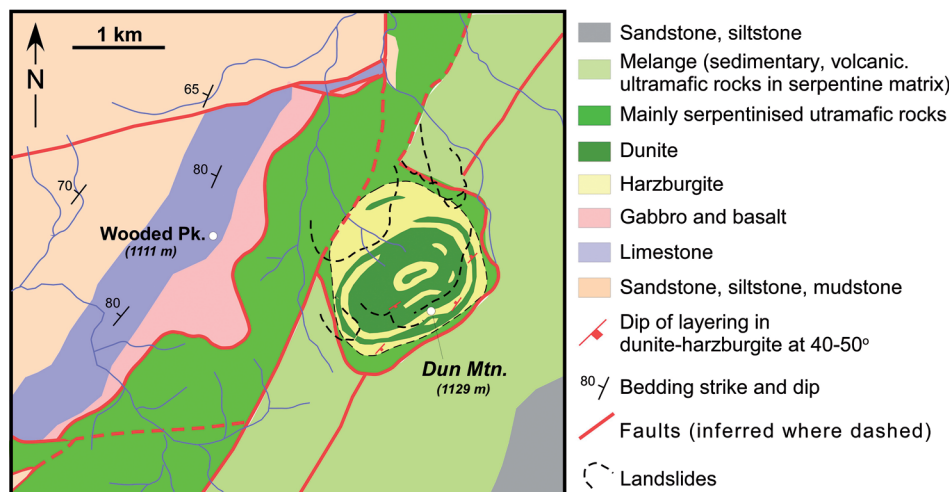 1 km
N
65
80
70
Wooded Pk.
(1111 m)
80
Dun Mtn.
(1129 m)
Sandstone, siltstone
Melange (sedimentary, volcanic.
ultramafic rocks in serpentine matrix)
Mainly serpentinised utramafic rocks
Dunite
Harzburgite
Gabbro and basalt
Limestone
Sandstone, siltstone, mudstone
Dip of layering in
dunite-harzburgite at 40-50º
80 Bedding strike and dip
Faults (inferred where dashed)
Landslides